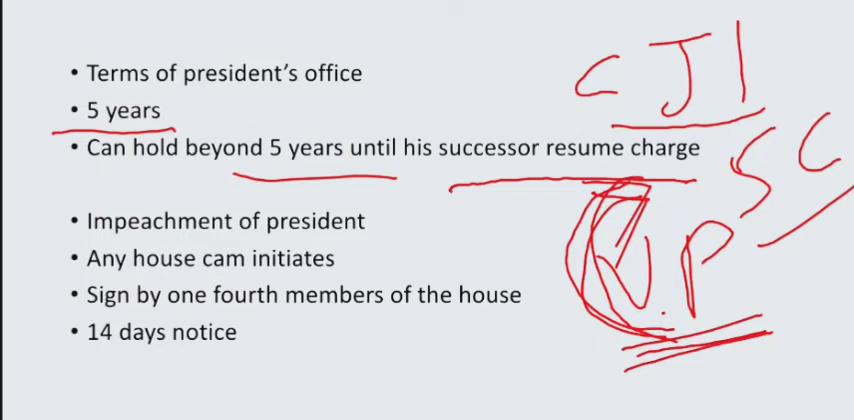 • Terms of president's office
• 5 years
• Can hold beyond 5 years until his successor resume charge
• Impeachment of president
• Any house cam initiates
• Sign by one fourth members of the house
• 14 days notice
CJI
SC
V.P